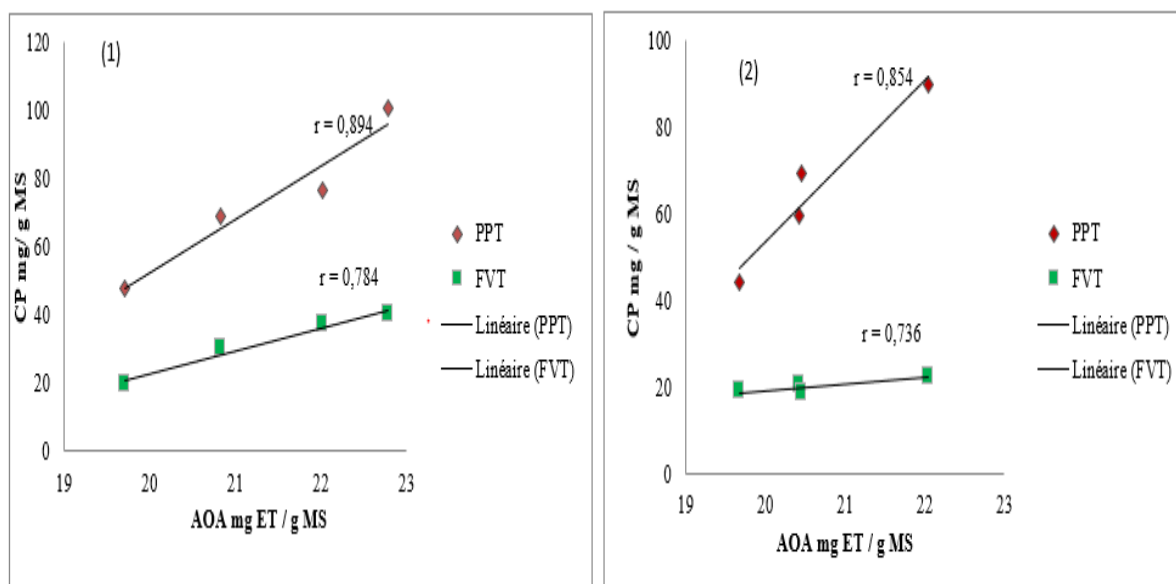 (1)
120
100
80
60
40
20
0
CP mg/ g MS
r = 0,894
r = 0,784
19 20 21 22 23
AOA mg ET / g MS
PPT
FVT
Linéaire (PPT)
Linéaire (FVT)
(2)
100
80
60
40
20
0
CP mg / g MS
r = 0,854
r = 0,736
19 20 21 22 23
AOA mg ET / g MS
PPT
FVT
Linéaire (PPT)
Linéaire (FVT)